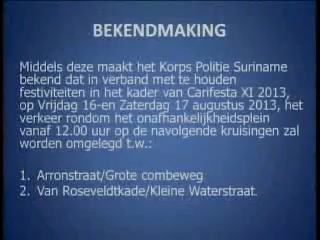 BEKENDMAKING
Middels deze maakt het Korps Politie Suriname
bekend dat in verband met te houden
festiviteiten in het kader van Carifesta XI 2013,
op Vrijdag 16-en Zaterdag 17 augustus 2013, het
verkeer rondom het onafhankelijkheidsplein
vanaf 12.00 uur op de navolgende kruisingen zal
worden omgelegd t.w.:
1. Arronstraat/Grote combeweg
2. Van Roseveltdkade/Kleine Waterstraat.